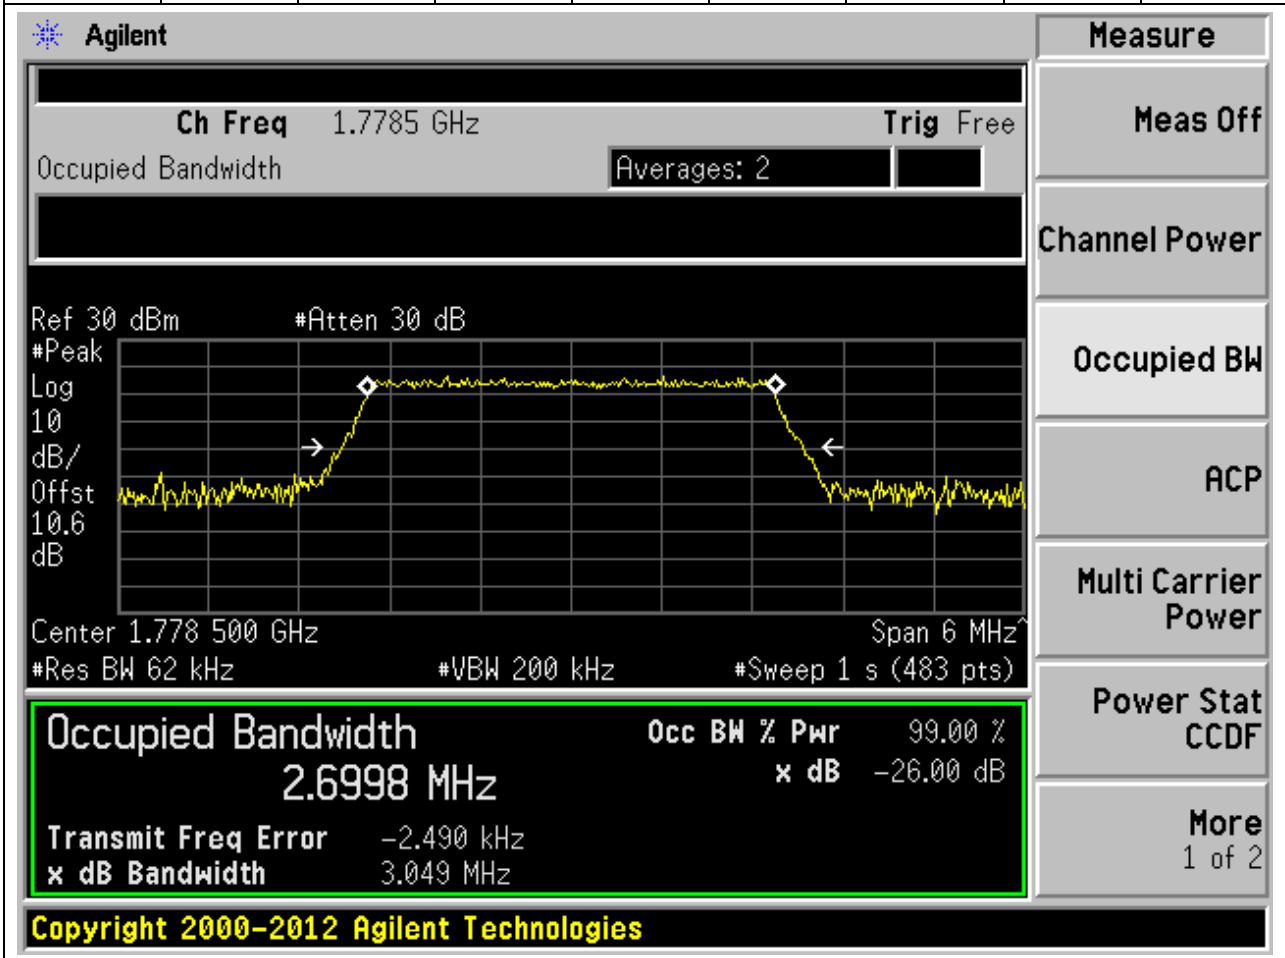 Agilent
Measure
Ch Freq 1.7785 GHz Trig Free
Occupied Bandwidth Averages: 2
Ref 30 dBm #Atten 30 dB
#Peak
Log
10
dB/
Offst
10.6
dB
Center 1.778 500 GHz Span 6 MHz^
#Res BW 62 kHz #VBW 200 kHz #Sweep 1 s (483 pts)
Occupied Bandwidth Occ BW % Pwr 99.00 %
2.6998 MHz x dB -26.00 dB
Transmit Freq Error -2.490 kHz
x dB Bandwidth 3.049 MHz
Copyright 2000-2012 Agilent Technologies
Meas Off
Channel Power
Occupied BW
ACP
Multi Carrier
Power
Power Stat
CCDF
More
1 of 2